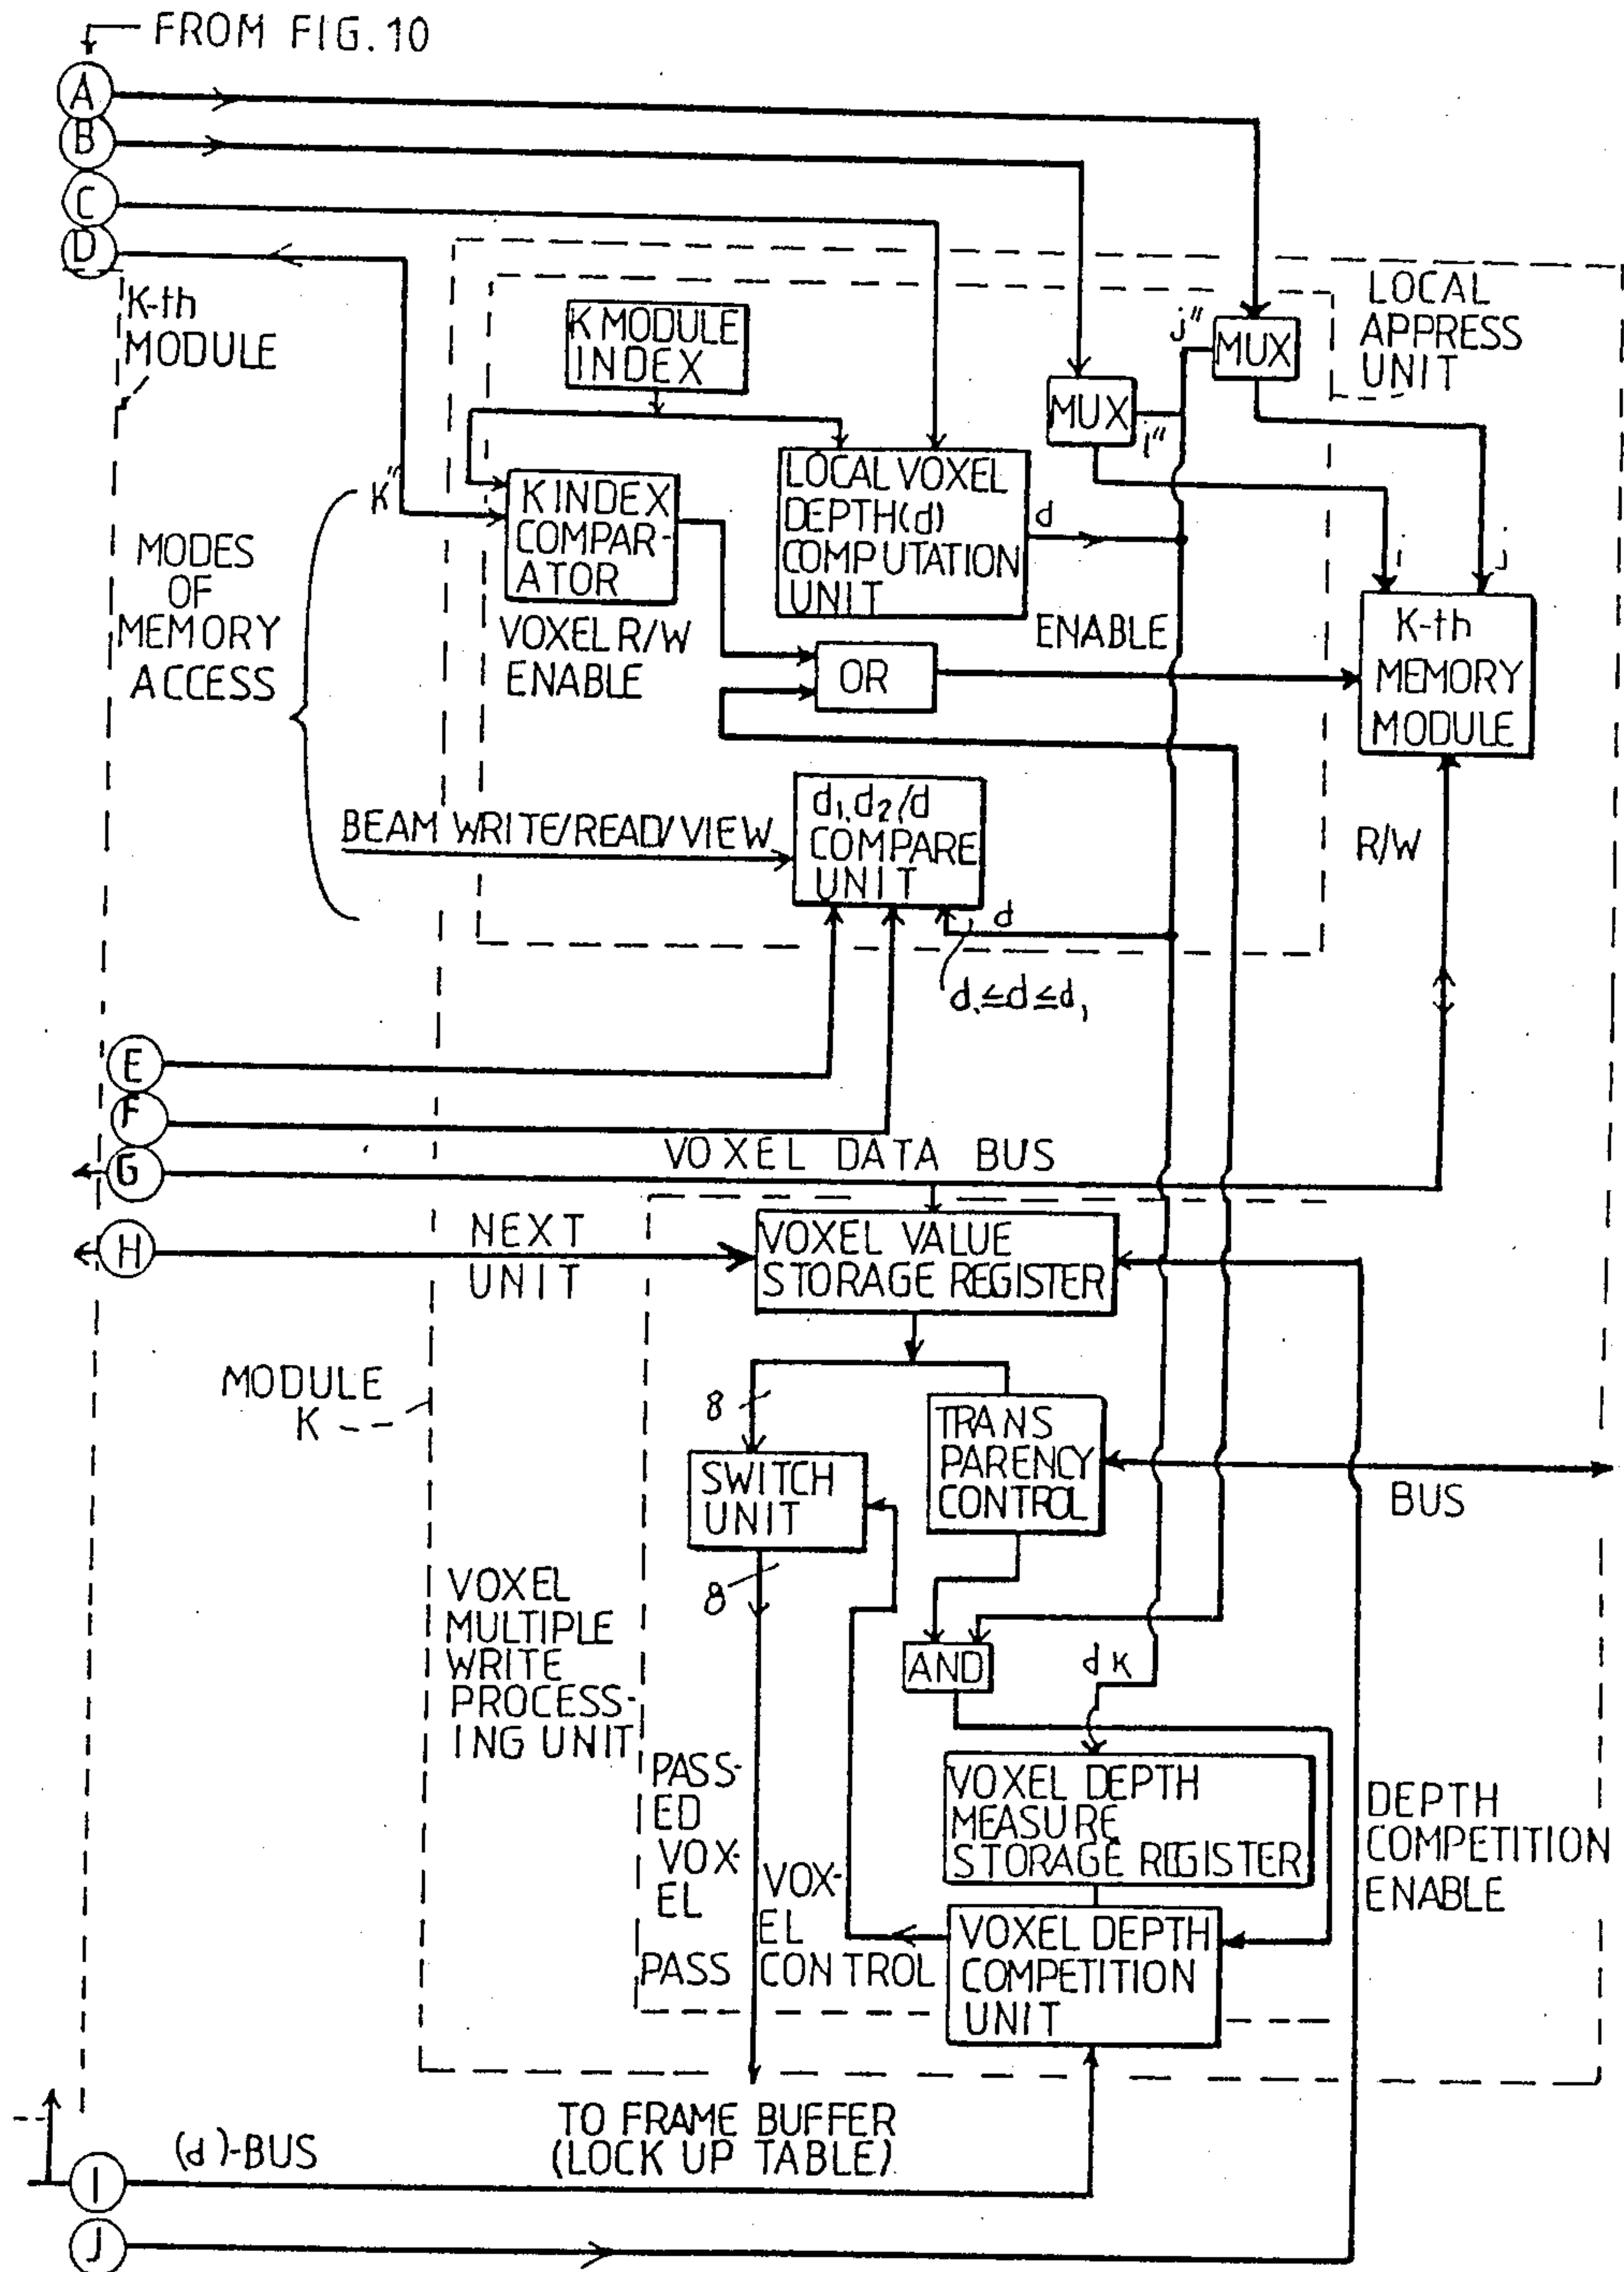 FROM FIG. 10
A
B
C
D
K-th
MODULE
K MODULE
INDEX
j"
MUX
LOCAL
APPRESS
UNIT
MUX
i"
K"
K INDEX
COMPAR-
ATOR
LOCAL VOXEL
DEPTH(d)
COMPUTATION
UNIT
d
i
j
MODES
OF
MEMORY
ACCESS
VOXEL R/W
ENABLE
OR
ENABLE
K-th
MEMORY
MODULE
BEAM WRITE/READ/VIEW
d₁,d₂/d
COMPARE
UNIT
R/W
d
E
F
G
VOXEL DATA BUS
H
NEXT
UNIT
VOXEL VALUE
STORAGE REGISTER
MODULE
K
8
TRANS
PARENCY
CONTROL
SWITCH
UNIT
BUS
8
VOXEL
MULTIPLE
WRITE
PROCESS-
ING UNIT
AND
dK
PASS-
ED
VOX-
EL
VOXEL DEPTH
MEASURE
STORAGE REGISTER
DEPTH
COMPETITION
ENABLE
VOX-
EL
PASS CONTROL
VOXEL DEPTH
COMPETITION
UNIT
TO FRAME BUFFER
(LOCK UP TABLE)
(d)-BUS
I
J